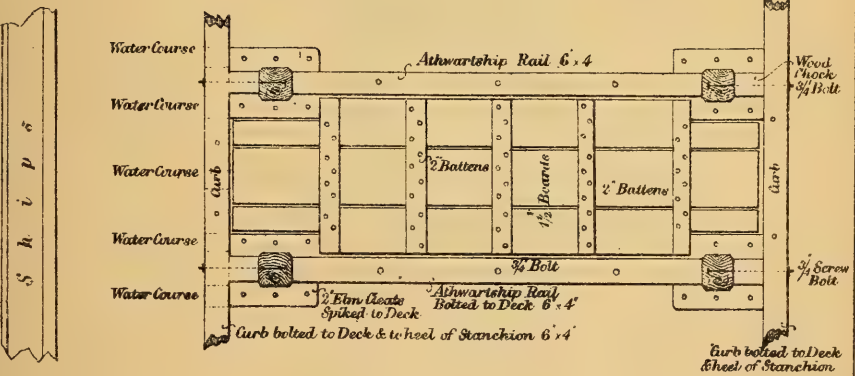 Ships
Water Course
Water Course
Water Course
Water Course
Water Course
Curb
Athwartship Rail 6" x 4
Wood
Chock
3/4" Bolt
2" Battens
1 1/2" Boards
2" Battens
Curb
3/4" Bolt
2" Elm Cleats
Spiked to Deck
Athwartship Rail
Bolted to Deck 6" x 4"
3/4" Screw
Bolt
Curb bolted to Deck & to heel of Stanchion 6" x 4"
Curb bolted to Deck
& heel of Stanchion